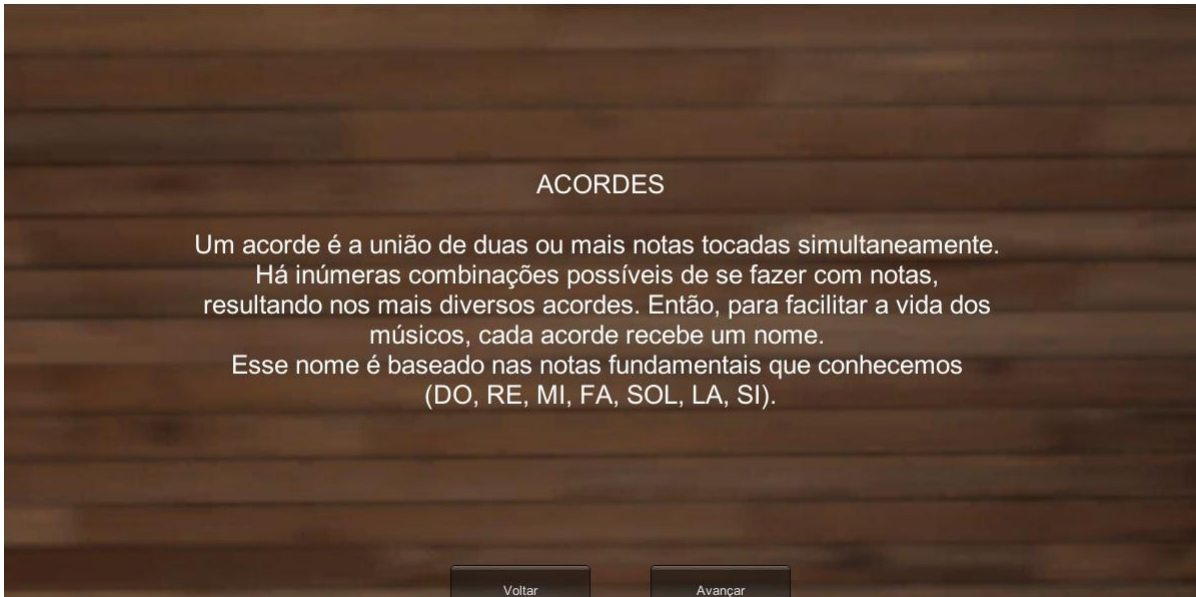 ACORDES
Um acorde é a união de duas ou mais notas tocadas simultaneamente.
Há inúmeras combinações possíveis de se fazer com notas,
resultando nos mais diversos acordes. Então, para facilitar a vida dos
músicos, cada acorde recebe um nome.
Esse nome é baseado nas notas fundamentais que conhecemos
(DO, RE, MI, FA, SOL, LA, SI).
Voltar
Avançar